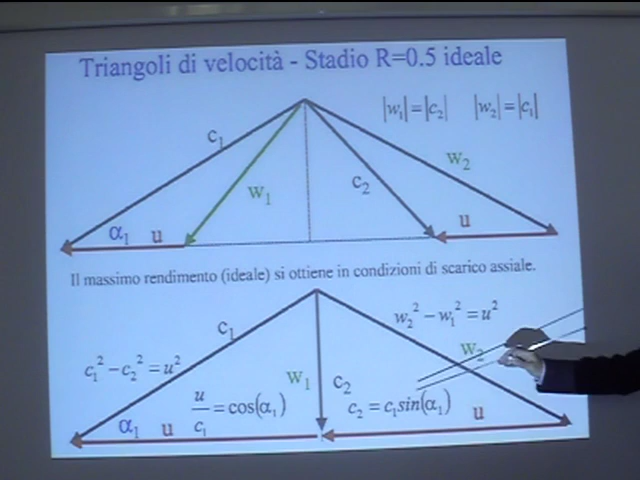 Triangoli di velocità - Stadio R=0.5 ideale
|w₁|=|c₂| |w₂|=|c₁|
c₁
w₂
w₁
c₂
α₁ u
u
Il massimo rendimento (ideale) si ottiene in condizioni di scarico assiale.
c₁
w₂² − w₁² = u²
c₁² − c₂² = u²
w₂
w₁ c₂
u/c₁ = cos(α₁)
c₂ = c₁sin(α₁)
α₁ u
u